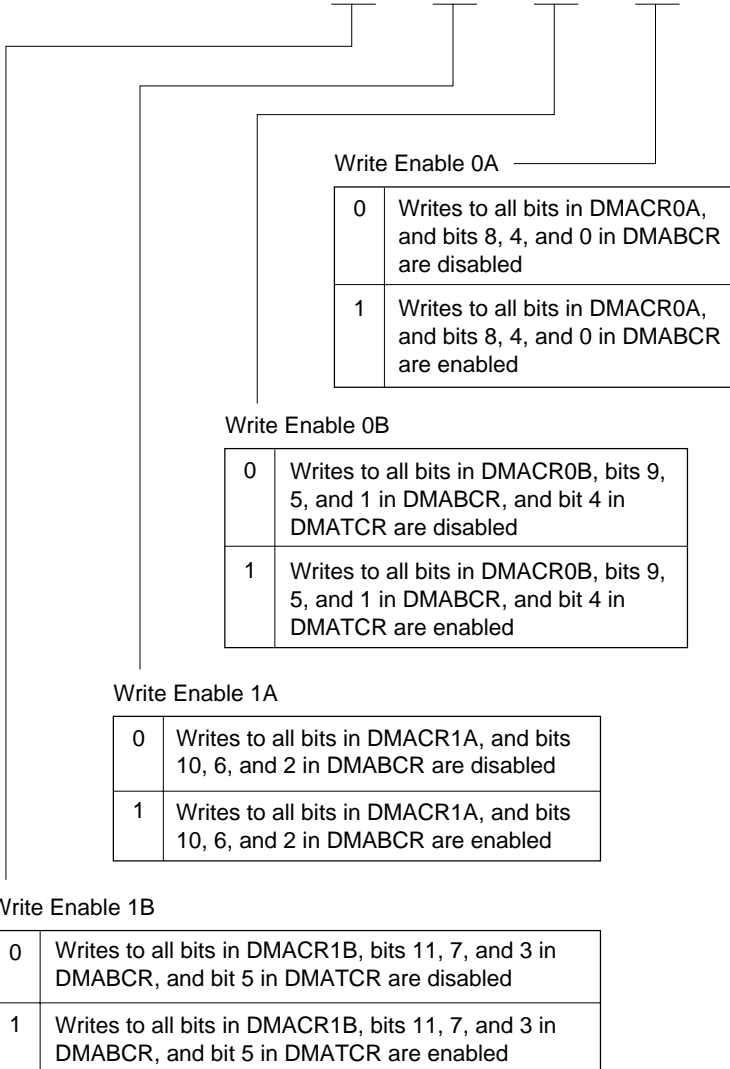 Write Enable 0A
0 Writes to all bits in DMACR0A,
and bits 8, 4, and 0 in DMABCR
are disabled
1 Writes to all bits in DMACR0A,
and bits 8, 4, and 0 in DMABCR
are enabled
Write Enable 0B
0 Writes to all bits in DMACR0B, bits 9,
5, and 1 in DMABCR, and bit 4 in
DMATCR are disabled
1 Writes to all bits in DMACR0B, bits 9,
5, and 1 in DMABCR, and bit 4 in
DMATCR are enabled
Write Enable 1A
0 Writes to all bits in DMACR1A, and bits
10, 6, and 2 in DMABCR are disabled
1 Writes to all bits in DMACR1A, and bits
10, 6, and 2 in DMABCR are enabled
Write Enable 1B
0 Writes to all bits in DMACR1B, bits 11, 7, and 3 in
DMABCR, and bit 5 in DMATCR are disabled
1 Writes to all bits in DMACR1B, bits 11, 7, and 3 in
DMABCR, and bit 5 in DMATCR are enabled